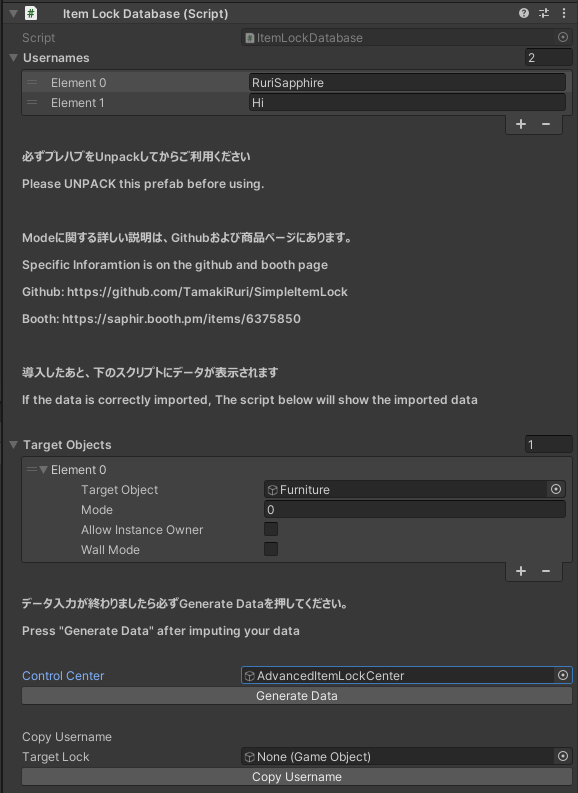 Item Lock Database (Script)
Script
ItemLockDatabase
Usernames
2
Element 0
RuriSapphire
Element 1
Hi
必ずプレハブをUnpackしてからご利用ください
Please UNPACK this prefab before using.
Modeに関する詳しい説明は、Githubおよび商品ページにあります。
Specific Inforamtion is on the github and booth page
Github: https://github.com/TamakiRuri/SimpleItemLock
Booth: https://saphir.booth.pm/items/6375850
導入したあと、下のスクリプトにデータが表示されます
If the data is correctly imported, The script below will show the imported data
Target Objects
1
Element 0
Target Object
Furniture
Mode
0
Allow Instance Owner
Wall Mode
データ入力が終わりましたら必ずGenerate Dataを押してください。
Press "Generate Data" after imputing your data
Control Center
AdvancedItemLockCenter
Generate Data
Copy Username
Target Lock
None (Game Object)
Copy Username